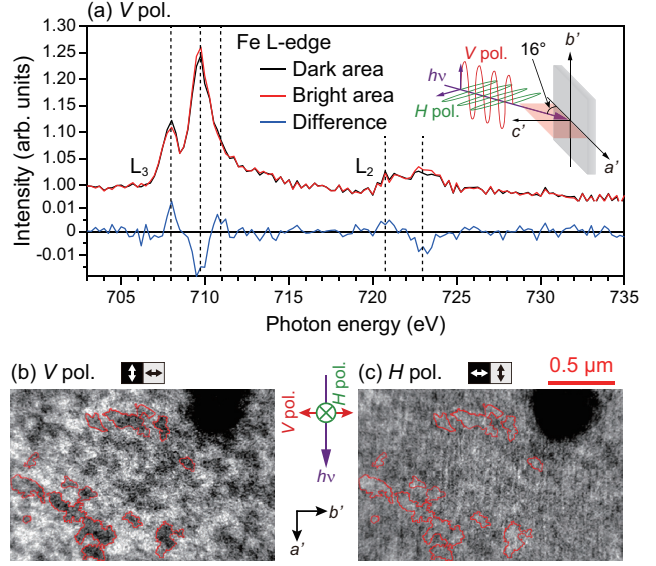 (a) V pol.
Fe L-edge
Dark area
Bright area
Difference
16°
b'
hν
V pol.
H pol.
c'
a'
L₃
L₂
Intensity (arb. units)
1.30
1.25
1.20
1.15
1.10
1.05
1.00
0.01
0
-0.01
705 710 715 720 725 730 735
Photon energy (eV)
(b) V pol.
V pol.
H pol.
hν
b'
a'
(c) H pol.
0.5 µm